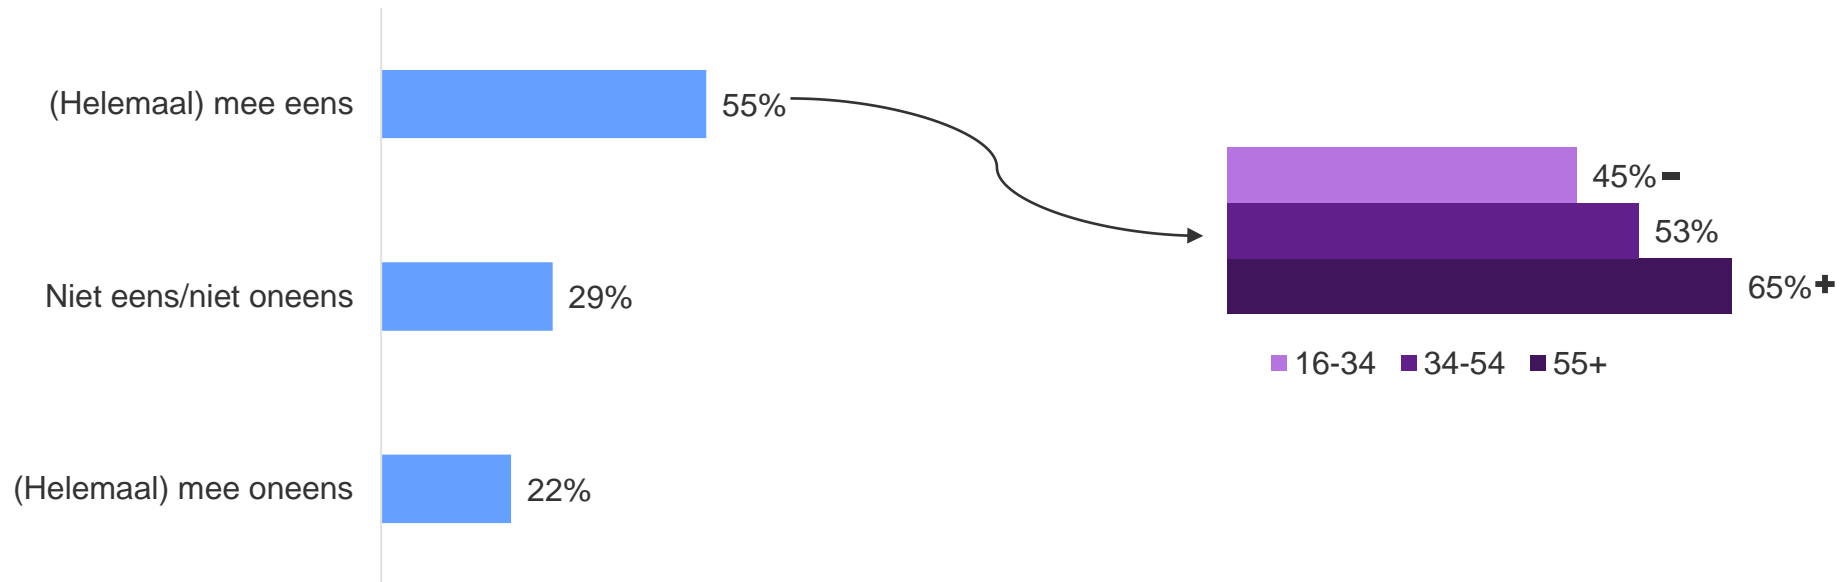 (Helemaal) mee eens
55%
Niet eens/niet oneens
29%
(Helemaal) mee oneens
22%
45% -
53%
65% +
16-34 34-54 55+